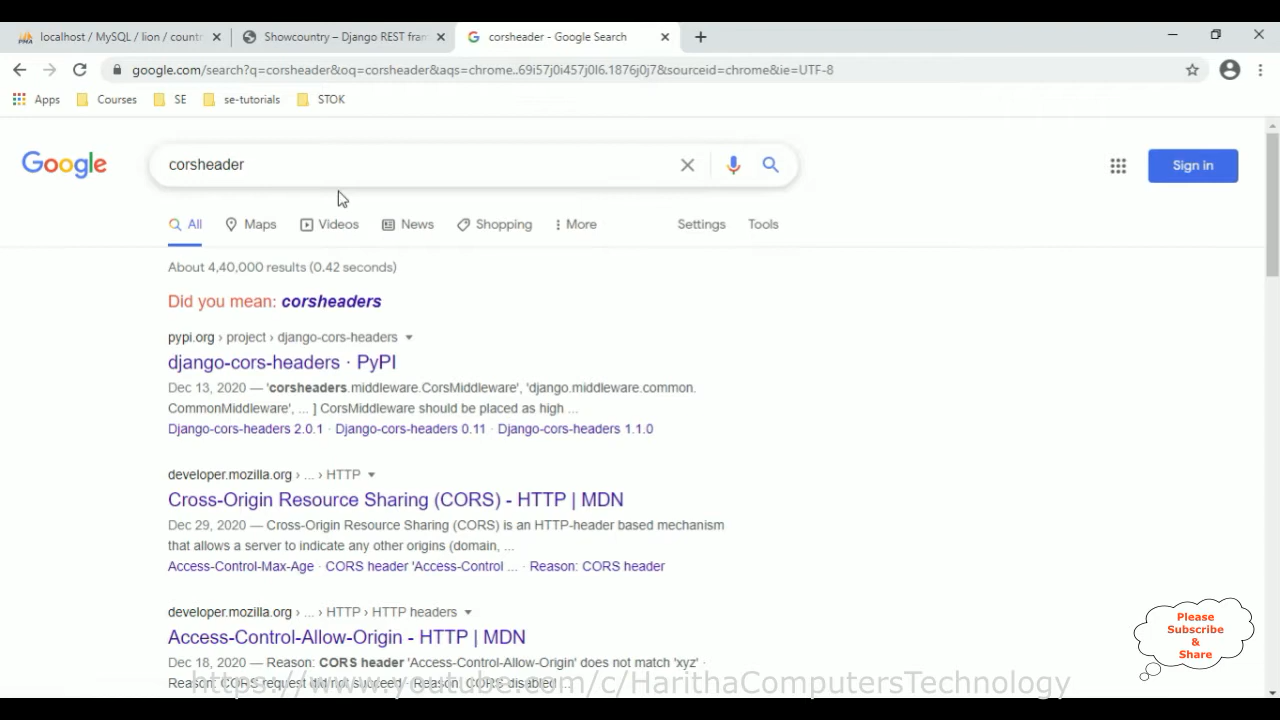 localhost / MySQL / lion / countr
Showcountry – Django REST fram
corsheader - Google Search
google.com/search?q=corsheader&oq=corsheader&aqs=chrome..69i57j0i457j0l6.1876j0j7&sourceid=chrome&ie=UTF-8
Apps
Courses
SE
se-tutorials
STOK
Google
corsheader
Sign in
All
Maps
Videos
News
Shopping
More
Settings
Tools
About 4,40,000 results (0.42 seconds)
Did you mean: corsheaders
pypi.org › project › django-cors-headers
django-cors-headers · PyPI
Dec 13, 2020 — 'corsheaders.middleware.CorsMiddleware', 'django.middleware.common.
CommonMiddleware', ... ] CorsMiddleware should be placed as high ...
Django-cors-headers 2.0.1 · Django-cors-headers 0.11 · Django-cors-headers 1.1.0
developer.mozilla.org › ... › HTTP
Cross-Origin Resource Sharing (CORS) - HTTP | MDN
Dec 29, 2020 — Cross-Origin Resource Sharing (CORS) is an HTTP-header based mechanism
that allows a server to indicate any other origins (domain, ...
Access-Control-Max-Age · CORS header 'Access-Control ... · Reason: CORS header
developer.mozilla.org › ... › HTTP › HTTP headers
Access-Control-Allow-Origin - HTTP | MDN
Dec 18, 2020 — Reason: CORS header 'Access-Control-Allow-Origin' does not match 'xyz' ·
Reason: CORS request did not succeed · Reason: CORS disabled ...
https://www.youtube.com/c/HarithaComputersTechnology
Please
Subscribe
&
Share